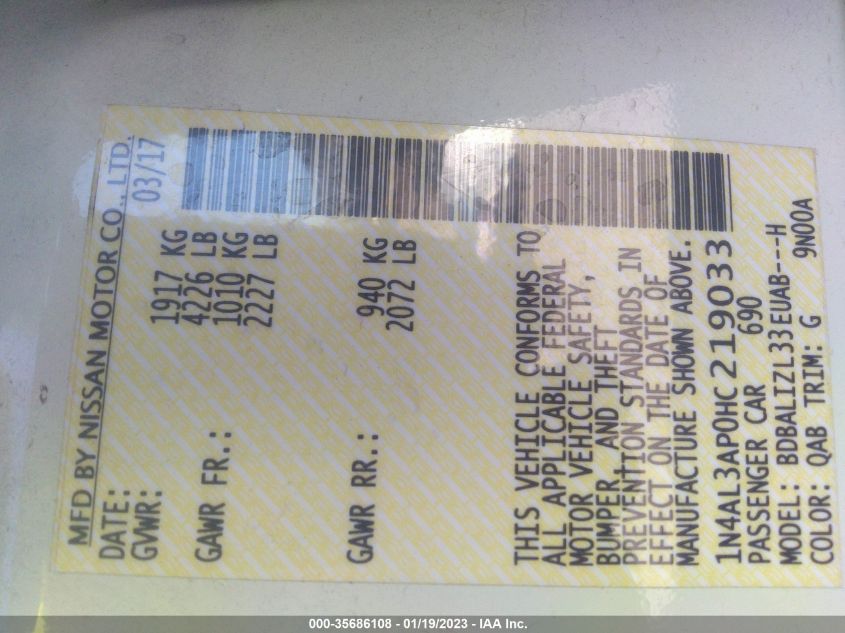 MFD BY NISSAN MOTOR CO., LTD.
DATE: 03/17
GVWR: 1917 KG
4226 LB
GAWR FR.: 1010 KG
2227 LB
GAWR RR.: 940 KG
2072 LB
THIS VEHICLE CONFORMS TO
ALL APPLICABLE FEDERAL
MOTOR VEHICLE SAFETY,
BUMPER, AND THEFT
PREVENTION STANDARDS IN
EFFECT ON THE DATE OF
MANUFACTURE SHOWN ABOVE.
1N4AL3AP0HC219033
PASSENGER CAR 690
MODEL: BDBALIZL33EUAB---H
COLOR: QAB TRIM: G 9N00A
000-35686108 - 01/19/2023 - IAA Inc.